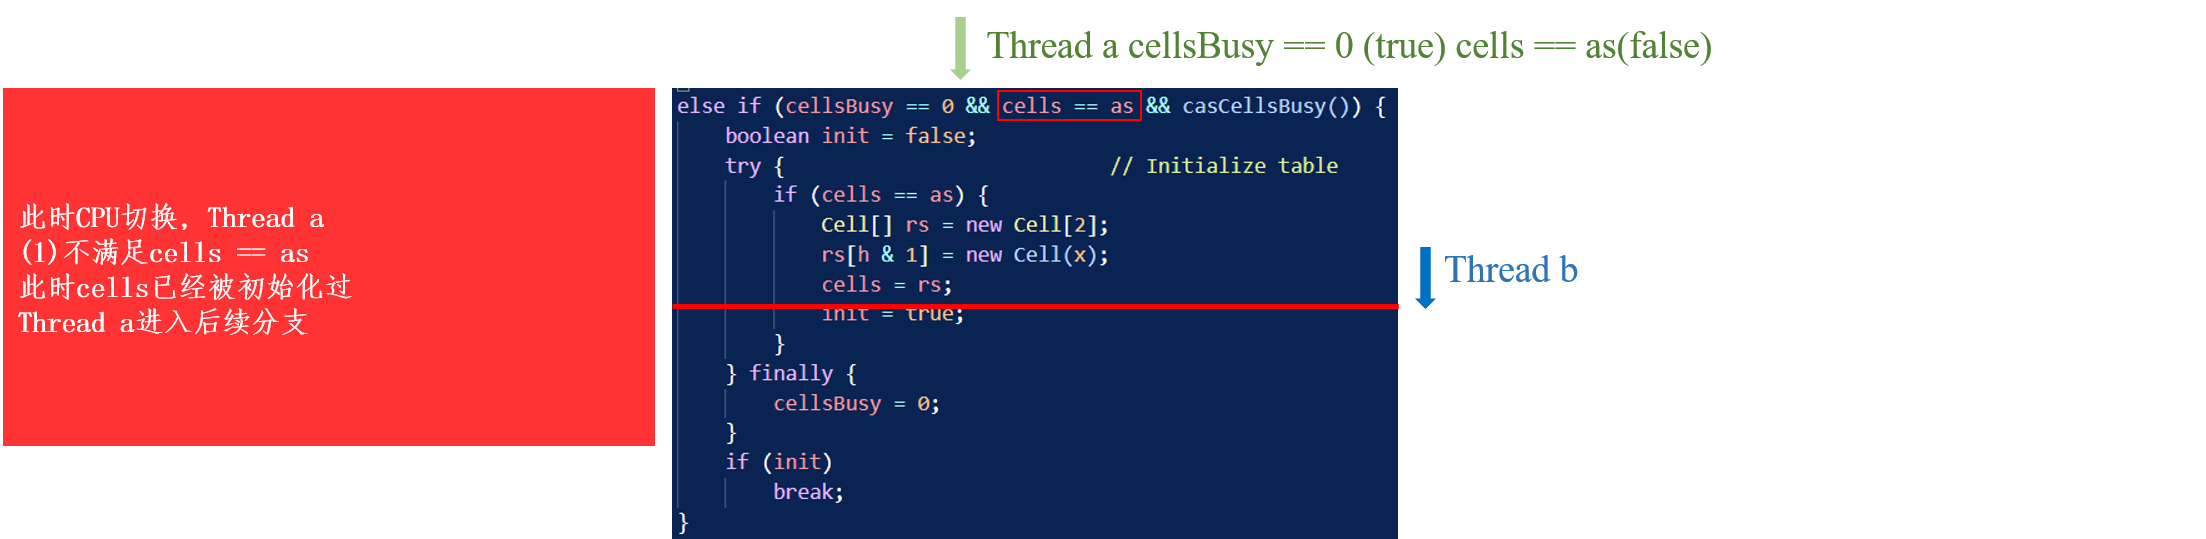 Thread a cellsBusy == 0 (true) cells == as(false)
此时CPU切换, Thread a
(1)不满足cells == as
此时cells已经被初始化过
Thread a进入后续分支
else if (cellsBusy == 0 && cells == as && casCellsBusy()) {
boolean init = false;
try { // Initialize table
if (cells == as) {
Cell[] rs = new Cell[2];
rs[h & 1] = new Cell(x);
cells = rs;
init = true;
}
} finally {
cellsBusy = 0;
}
if (init)
break;
}
Thread b